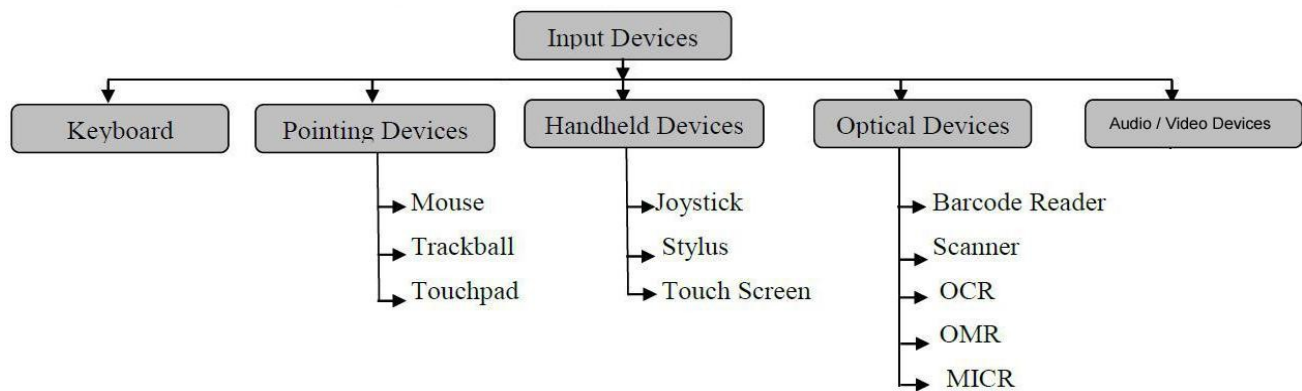 Input Devices
Keyboard
Pointing Devices
Handheld Devices
Optical Devices
Audio / Video Devices
Mouse
Trackball
Touchpad
Joystick
Stylus
Touch Screen
Barcode Reader
Scanner
OCR
OMR
MICR